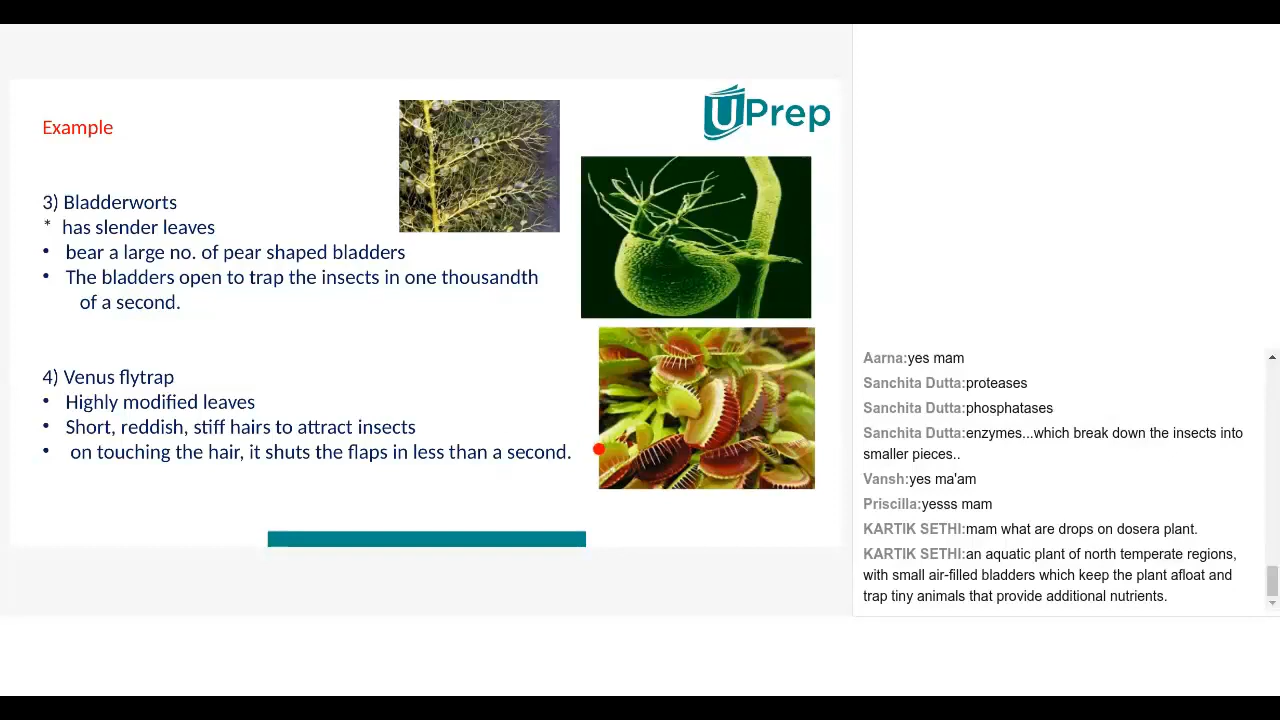 UPrep
Example
3) Bladderworts
* has slender leaves
• bear a large no. of pear shaped bladders
• The bladders open to trap the insects in one thousandth
of a second.
4) Venus flytrap
• Highly modified leaves
• Short, reddish, stiff hairs to attract insects
• on touching the hair, it shuts the flaps in less than a second.
Aarna:yes mam
Sanchita Dutta:proteases
Sanchita Dutta:phosphatases
Sanchita Dutta:enzymes...which break down the insects into
smaller pieces..
Vansh:yes ma'am
Priscilla:yesss mam
KARTIK SETHI:mam what are drops on dosera plant.
KARTIK SETHI:an aquatic plant of north temperate regions,
with small air-filled bladders which keep the plant afloat and
trap tiny animals that provide additional nutrients.